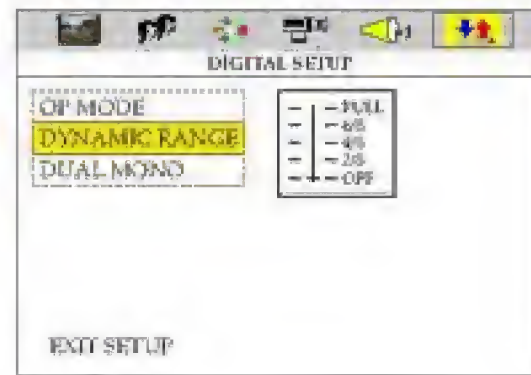 DIGITAL SETUP
OP MODE
DYNAMIC RANGE
DUAL MONO
FULL
6/8
4/8
2/8
OFF
EXIT SETUP